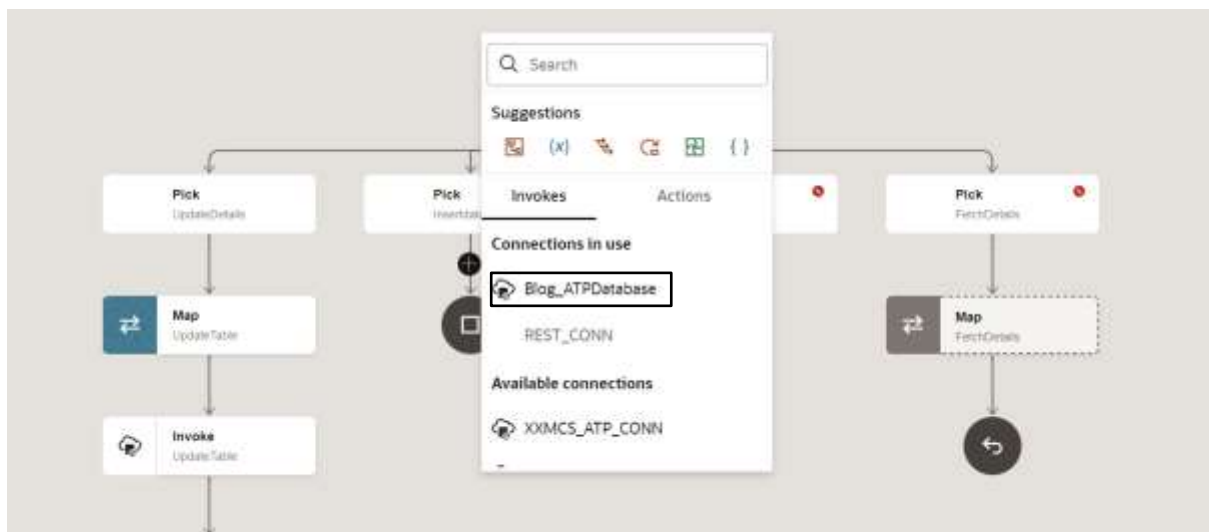 Search
Suggestions
(x)
{ }
Pick
UpdateDetails
Pick
Invokes
Actions
Pick
FetchDetails
Connections in use
Blog_ATPDatabase
Map
UpdateTable
REST_CONN
Map
FetchDetails
Available connections
XXMCS_ATP_CONN
Invoke
UpdateTable